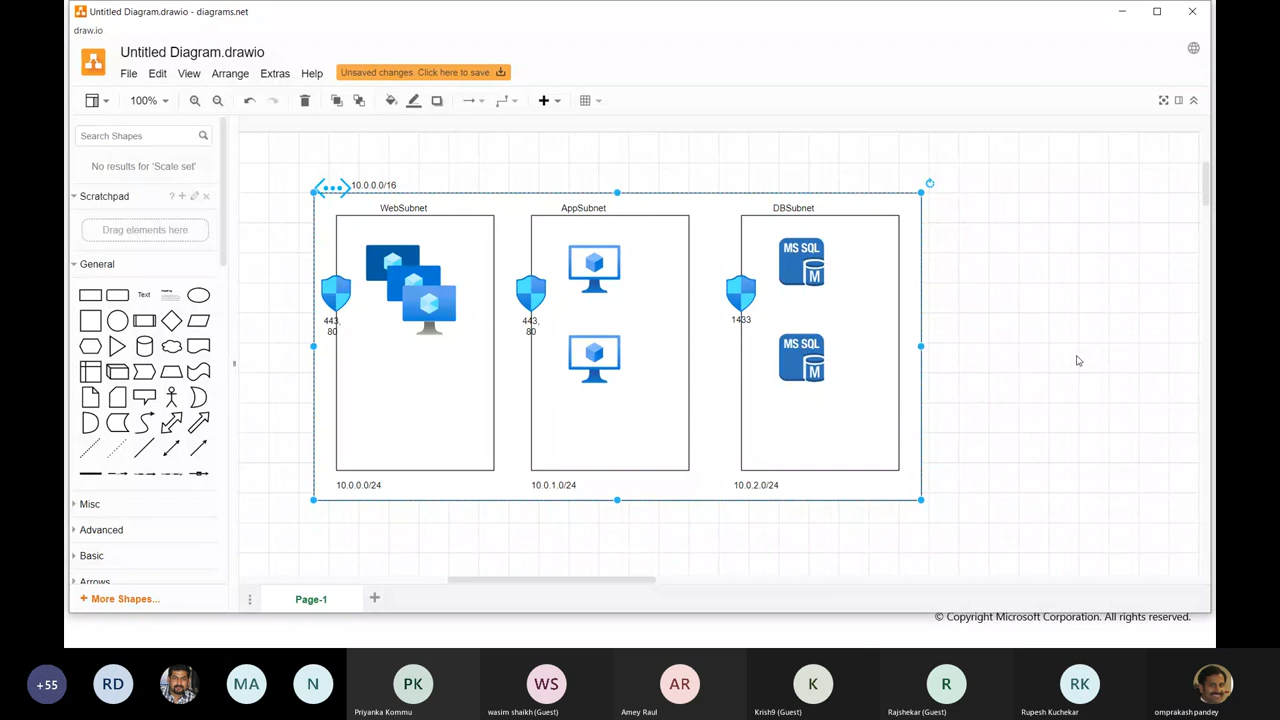 Untitled Diagram.drawio - diagrams.net
draw.io
Untitled Diagram.drawio
File Edit View Arrange Extras Help
Unsaved changes. Click here to save.
100%
Search Shapes
No results for 'Scale set'
Scratchpad
?
Drag elements here
General
Text
Misc
Advanced
Basic
Arrows
+ More Shapes...
10.0.0.0/16
WebSubnet
AppSubnet
DBSubnet
MS SQL
M
443,
80
443,
80
1433
MS SQL
M
10.0.0.0/24
10.0.1.0/24
10.0.2.0/24
Page-1
© Copyright Microsoft Corporation. All rights reserved.
+55
RD
MA
N
PK
WS
AR
K
R
RK
Priyanka Kommu
wasim shaikh (Guest)
Amey Raul
Krish9 (Guest)
Rajshekar (Guest)
Rupesh Kuchekar
omprakash pandey